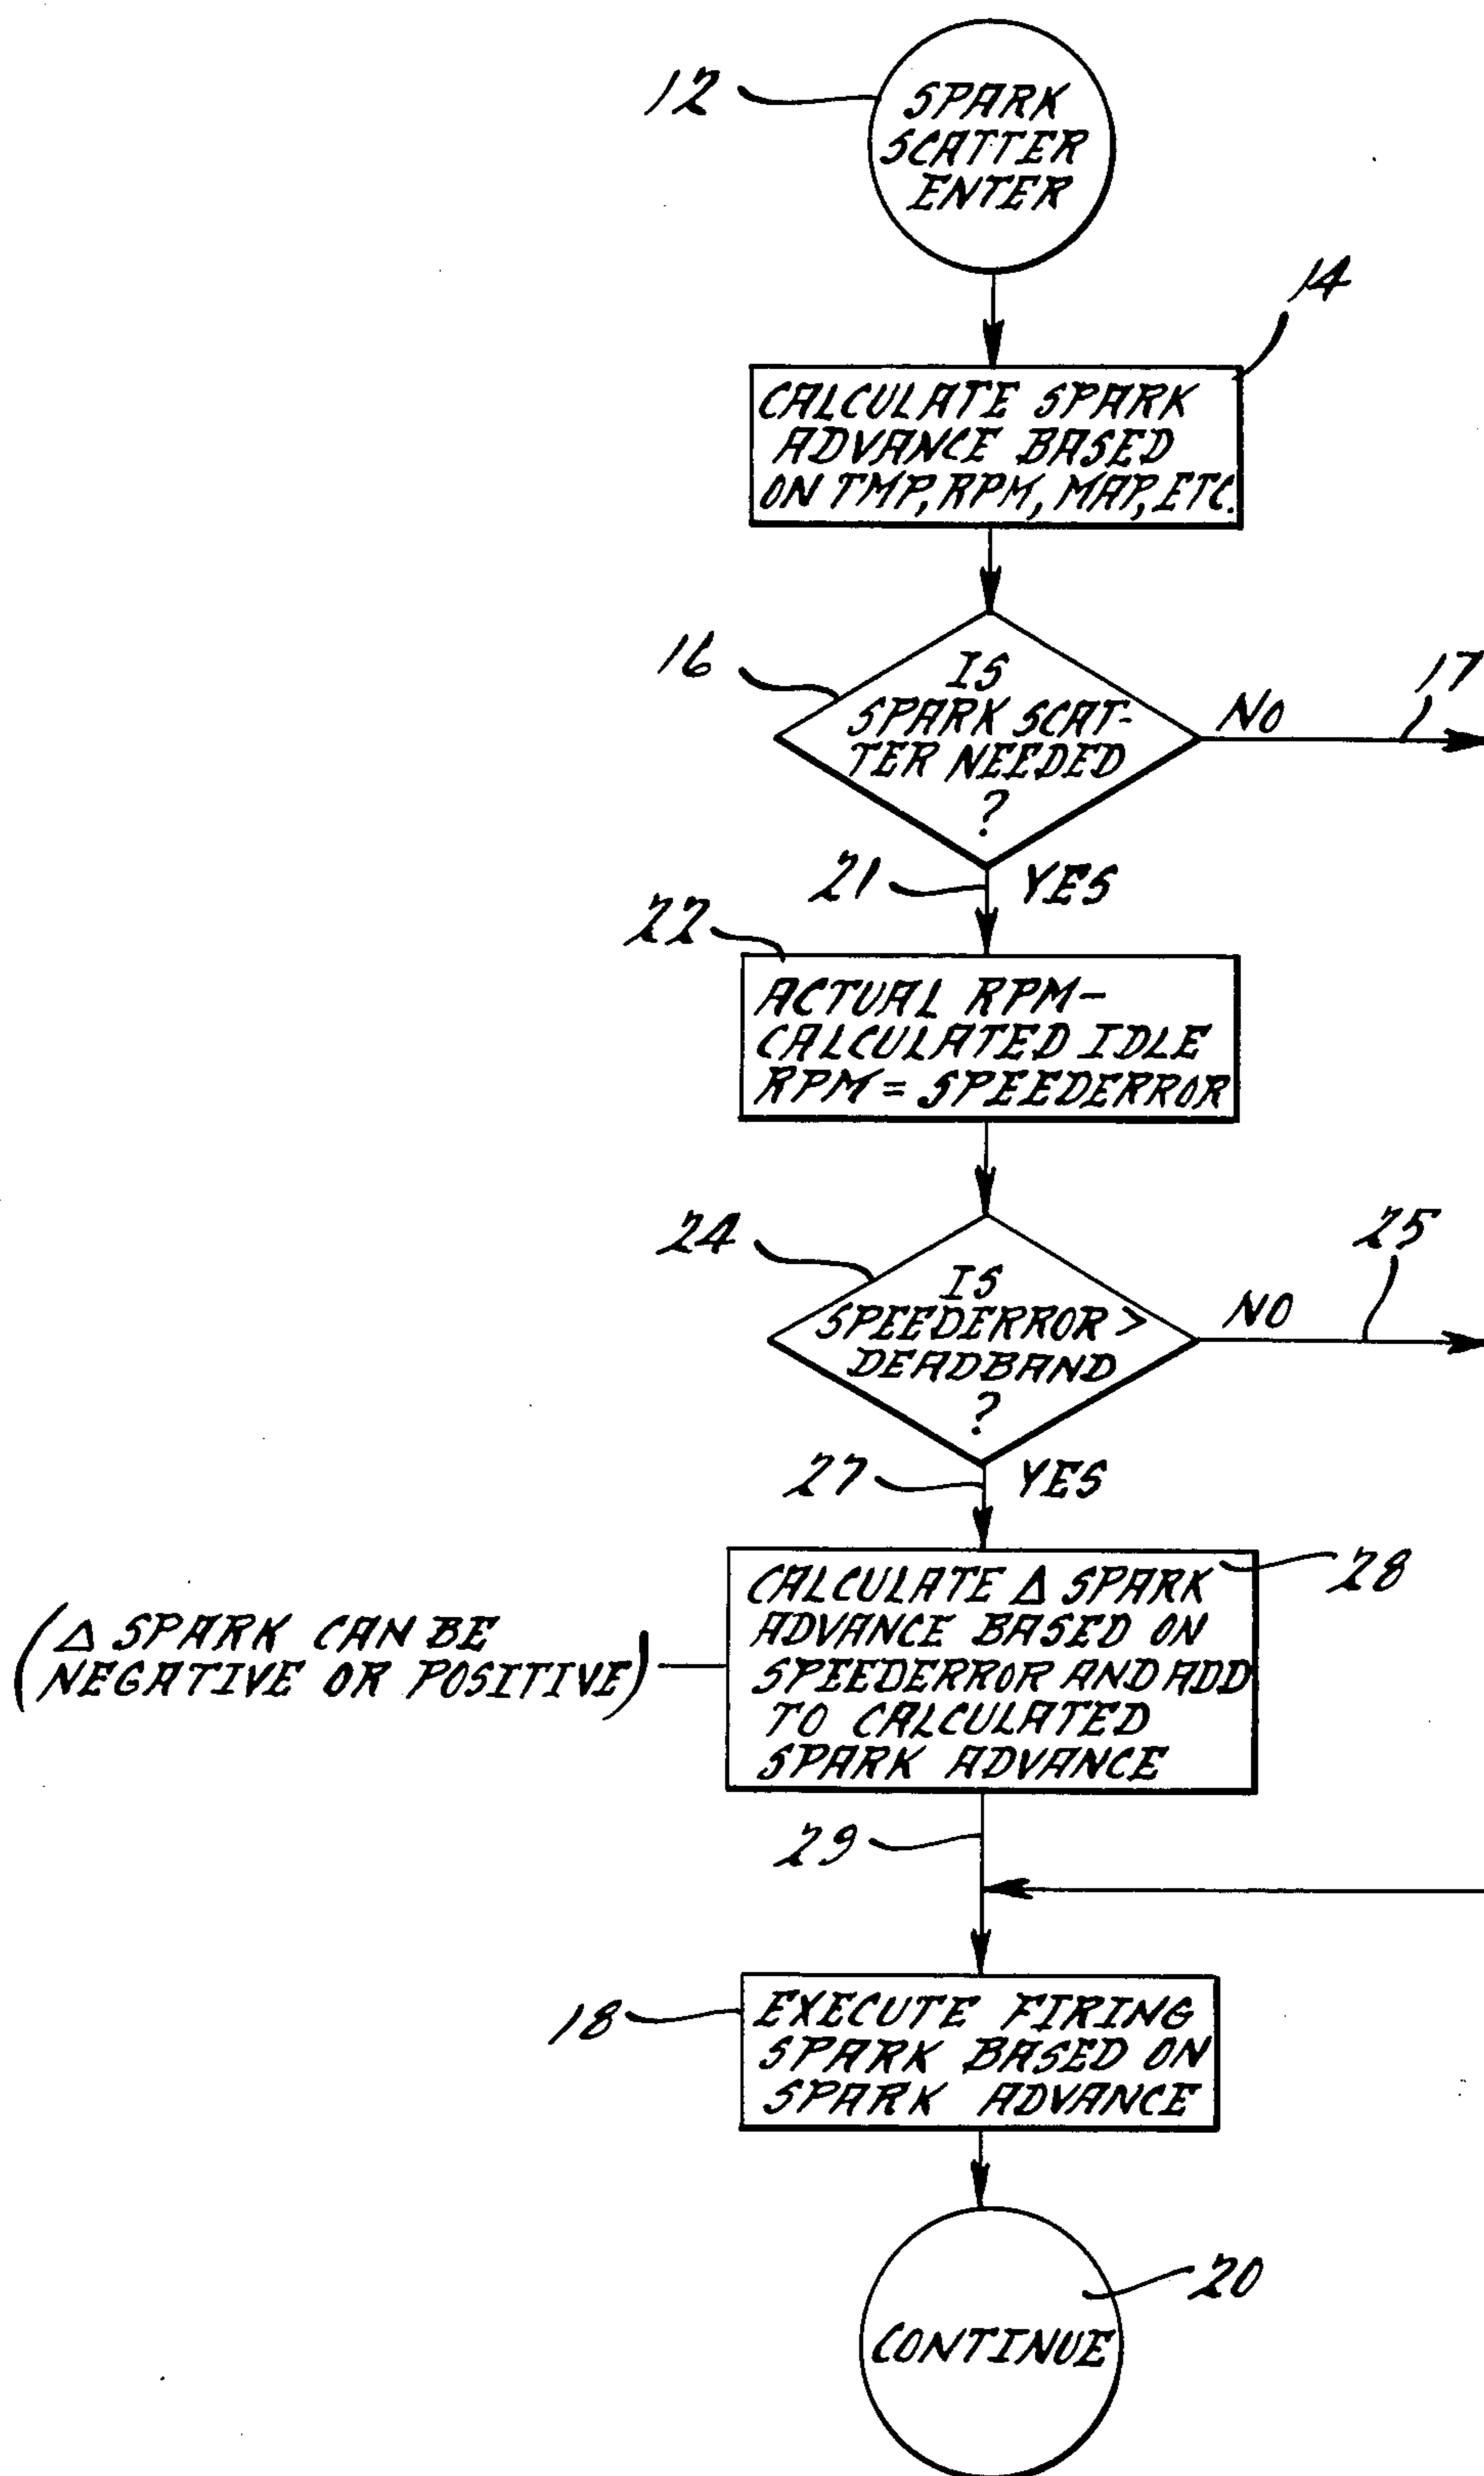 12
SPARK
SCATTER
ENTER
14
CALCULATE SPARK
ADVANCE BASED
ON TMP, RPM, MAP, ETC.
16
IS
SPARK SCAT-
TER NEEDED
?
NO
17
21
YES
22
ACTUAL RPM-
CALCULATED IDLE
RPM = SPEEDERROR
24
IS
SPEEDERROR >
DEADBAND
?
NO
25
27
YES
28
CALCULATE Δ SPARK
ADVANCE BASED ON
SPEEDERROR AND ADD
TO CALCULATED
SPARK ADVANCE
(Δ SPARK CAN BE
NEGATIVE OR POSITIVE)
29
18
EXECUTE FIRING
SPARK BASED ON
SPARK ADVANCE
20
CONTINUE